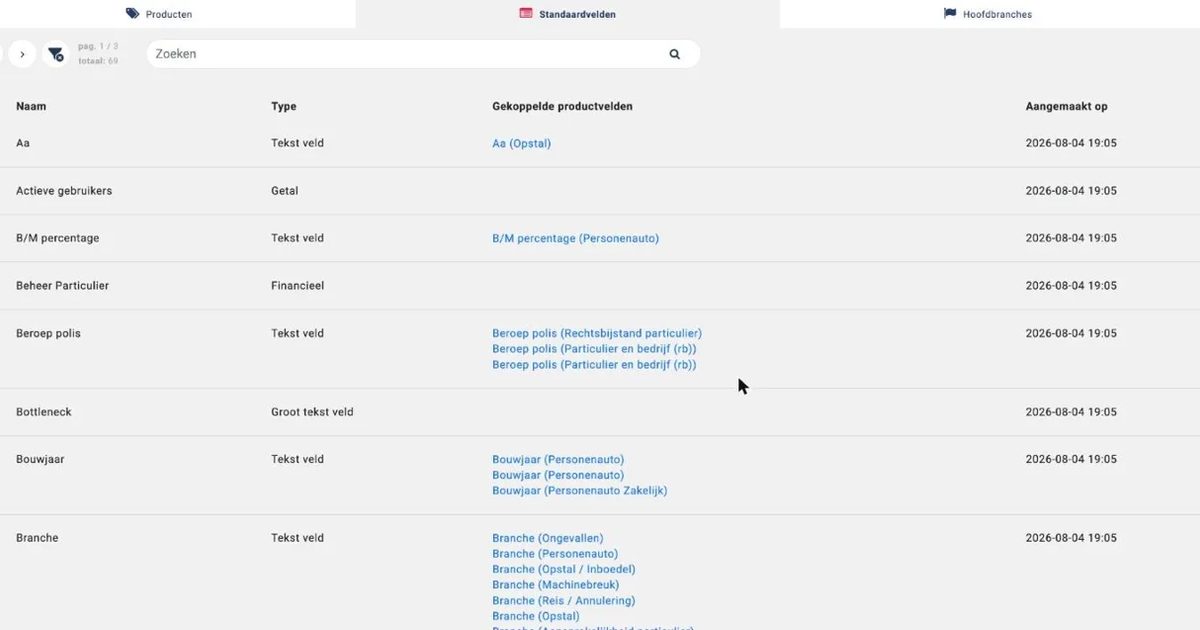 Producten
Standaardvelden
Hoofdbranches
pag. 1 / 3
totaal: 69
Zoeken
Naam Type Gekoppelde productvelden Aangemaakt op
Aa Tekst veld Aa (Opstal) 2026-08-04 19:05
Actieve gebruikers Getal 2026-08-04 19:05
B/M percentage Tekst veld B/M percentage (Personenauto) 2026-08-04 19:05
Beheer Particulier Financieel 2026-08-04 19:05
Beroep polis Tekst veld Beroep polis (Rechtsbijstand particulier) 2026-08-04 19:05
Beroep polis (Particulier en bedrijf (rb))
Beroep polis (Particulier en bedrijf (rb))
Bottleneck Groot tekst veld 2026-08-04 19:05
Bouwjaar Tekst veld Bouwjaar (Personenauto) 2026-08-04 19:05
Bouwjaar (Personenauto)
Bouwjaar (Personenauto Zakelijk)
Branche Tekst veld Branche (Ongevallen) 2026-08-04 19:05
Branche (Personenauto)
Branche (Opstal / Inboedel)
Branche (Machinebreuk)
Branche (Reis / Annulering)
Branche (Opstal)